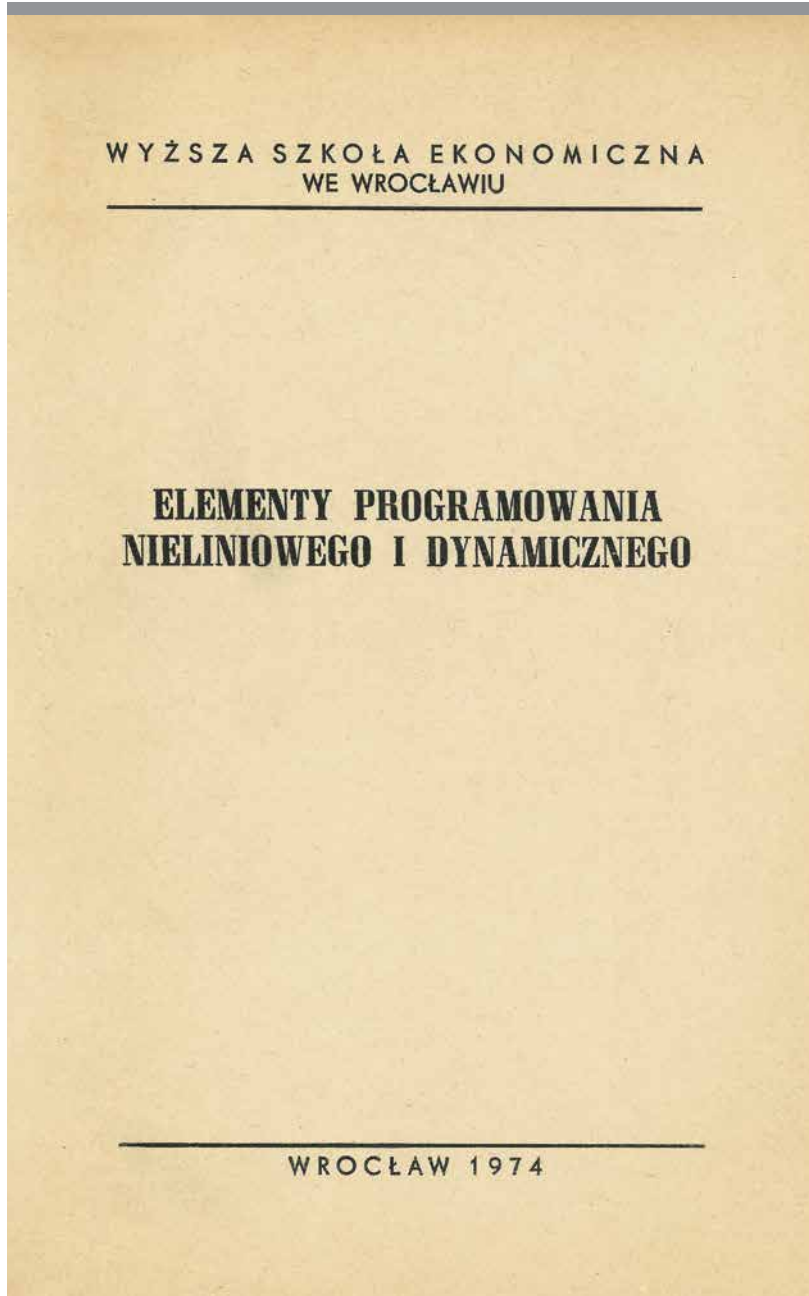 WYŻSZA SZKOŁA EKONOMICZNA
WE WROCŁAWIU
ELEMENTY PROGRAMOWANIA
NIELINIOWEGO I DYNAMICZNEGO
WROCŁAW 1974